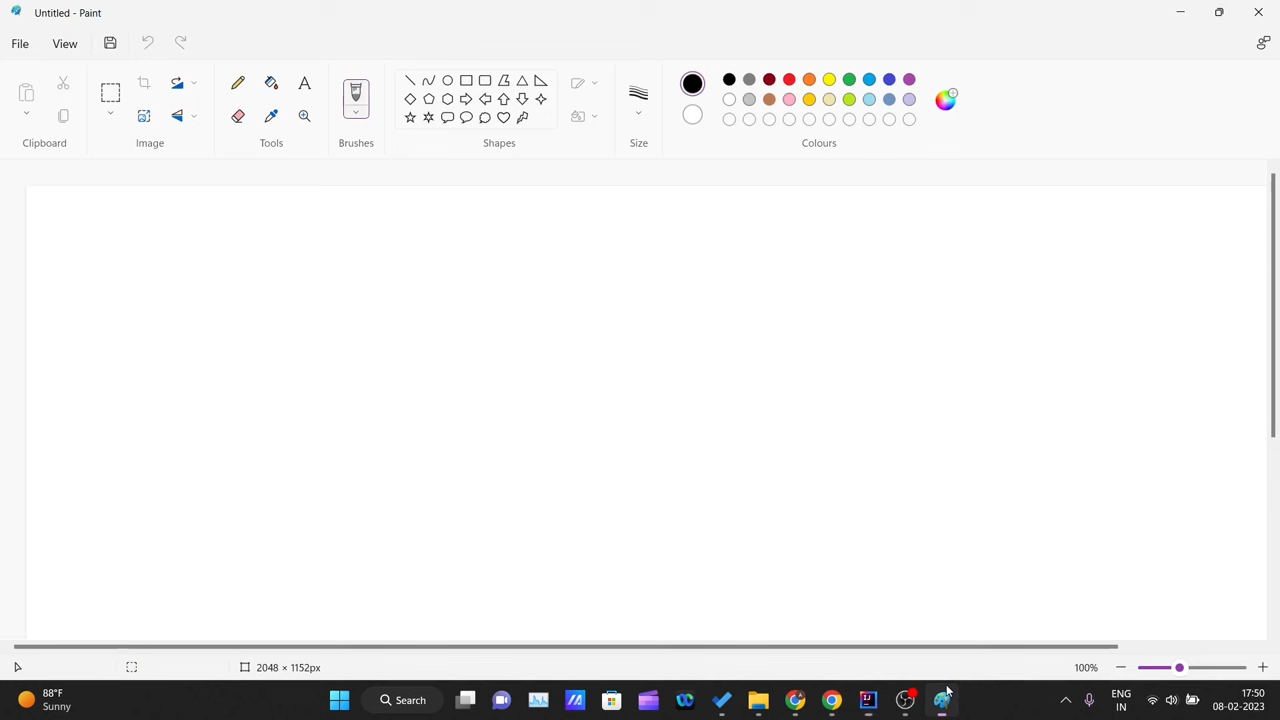 Untitled - Paint
File View
Clipboard Image Tools Brushes Shapes Size Colours
2048 × 1152px 100%
88°F
Sunny
Search
ENG
IN
17:50
08-02-2023